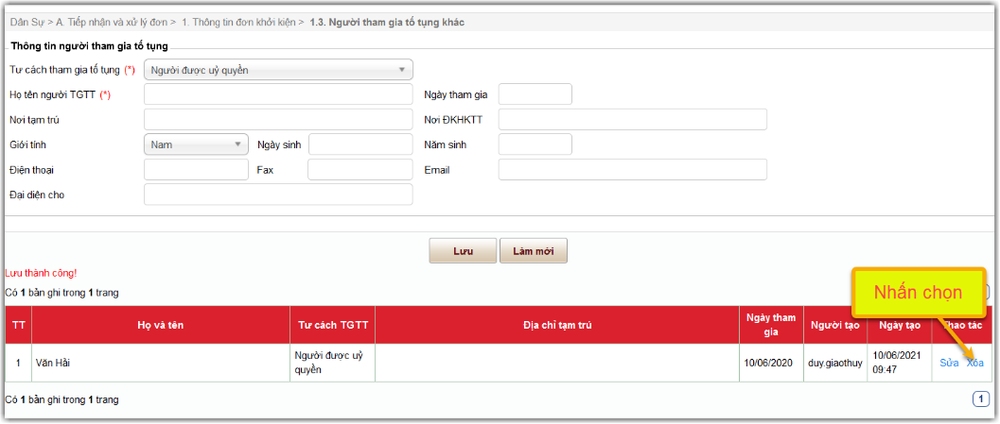 Dân Sự > A. Tiếp nhận và xử lý đơn > 1. Thông tin đơn khởi kiện > 1.3. Người tham gia tố tụng khác
Thông tin người tham gia tố tụng
Tư cách tham gia tố tụng (*) Người được uỷ quyền
Họ tên người TGTT (*) Ngày tham gia
Nơi tạm trú Nơi ĐKHKTT
Giới tính Nam Ngày sinh Năm sinh
Điện thoại Fax Email
Đại diện cho
Lưu Làm mới
Lưu thành công!
Có 1 bản ghi trong 1 trang
Nhấn chọn
TT Họ và tên Tư cách TGTT Địa chỉ tạm trú Ngày tham gia Người tạo Ngày tạo Thao tác
1 Văn Hải Người được uỷ quyền 10/06/2020 duy.giaothuy 10/06/2021 09:47 Sửa Xóa
Có 1 bản ghi trong 1 trang 1